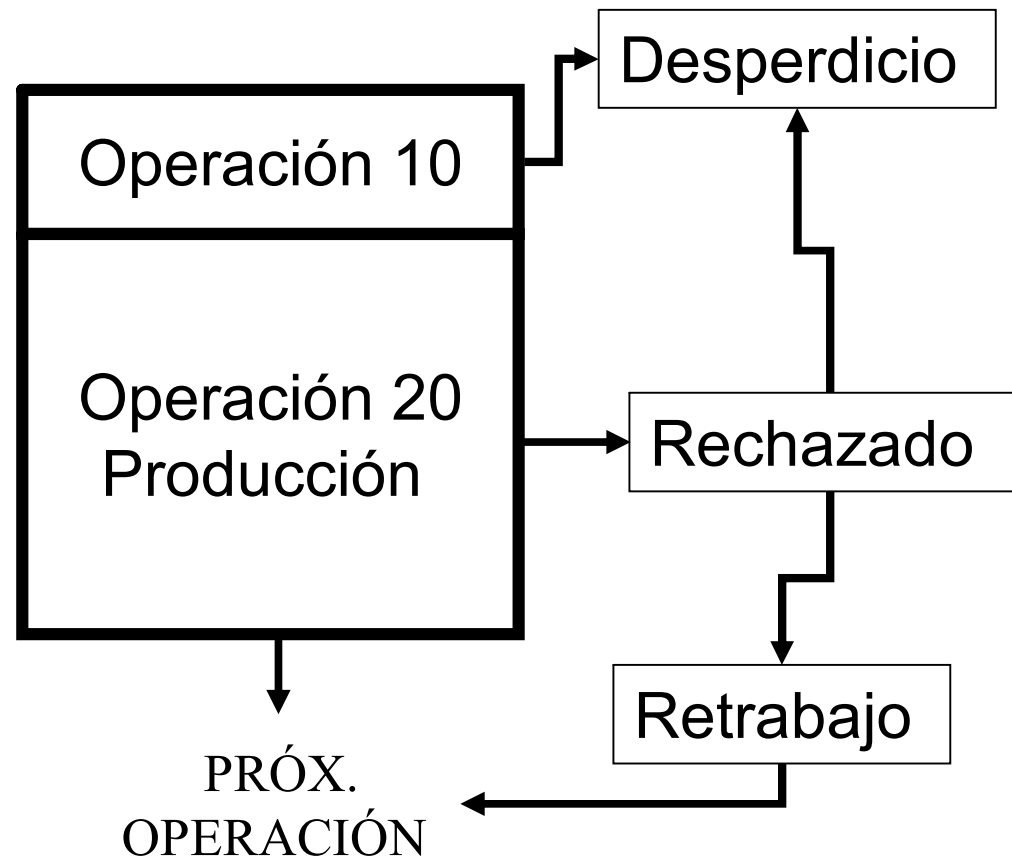 Desperdicio
Operación 10
Operación 20
Producción
Rechazado
Retrabajo
PRÓX.
OPERACIÓN